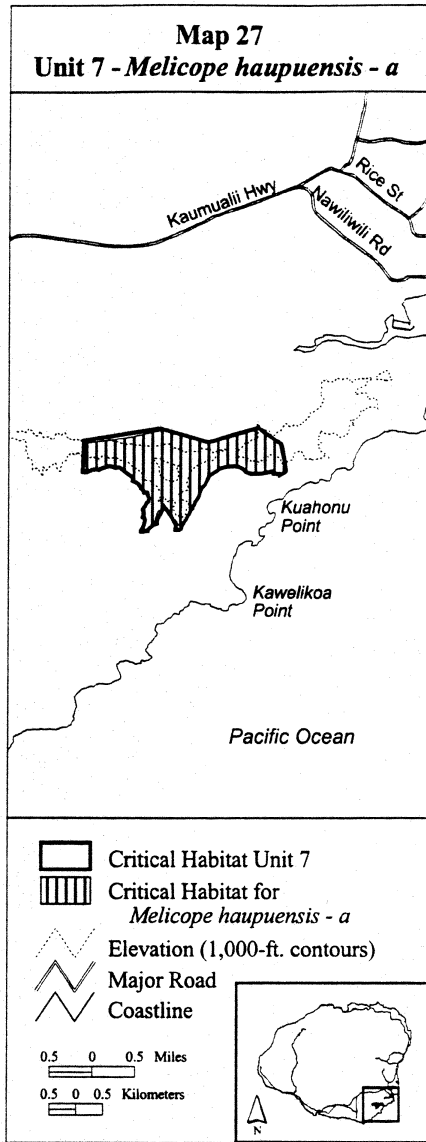 Map 27
Unit 7 - Melicope haupuensis - a
Rice St
Kaumualii Hwy
Nawiliwili Rd
Kuahonu
Point
Kawelikoa
Point
Pacific Ocean
Critical Habitat Unit 7
Critical Habitat for
Melicope haupuensis - a
Elevation (1,000-ft. contours)
Major Road
Coastline
0.5 0 0.5 Miles
0.5 0 0.5 Kilometers
N